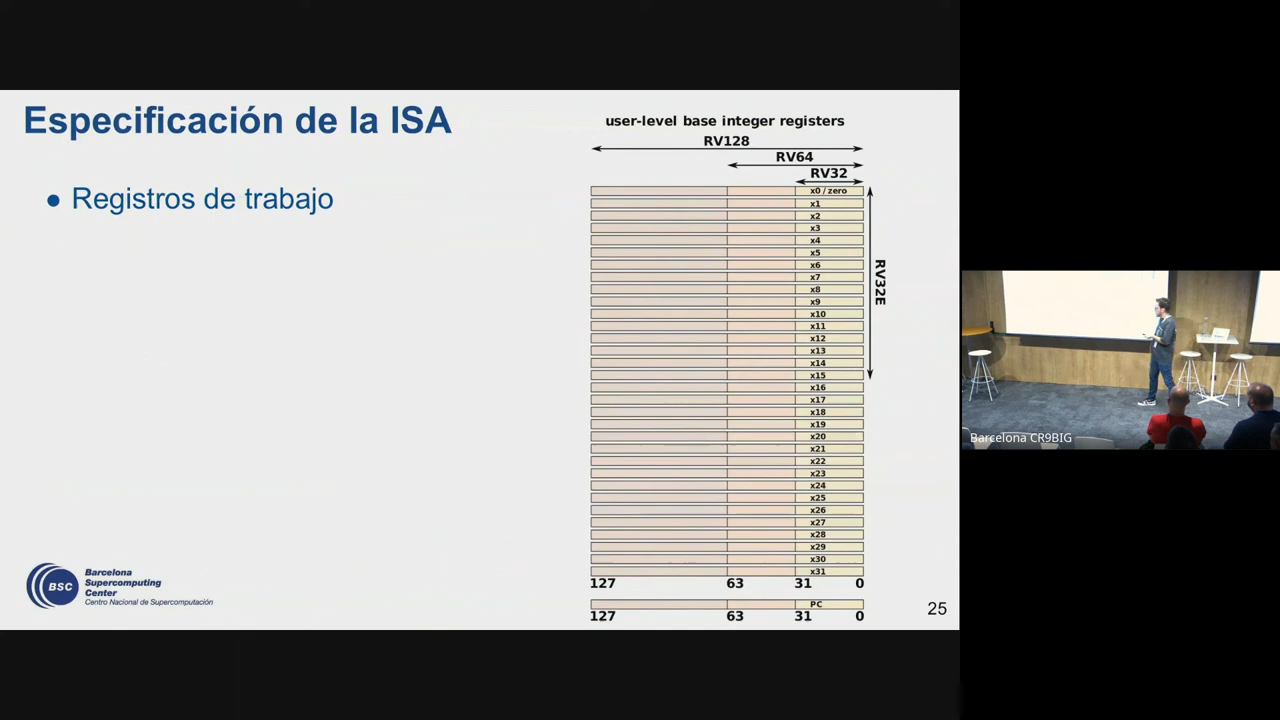 Especificación de la ISA
● Registros de trabajo
user-level base integer registers
RV128
RV64
RV32
x0 / zero
x1
x2
x3
x4
x5
x6
x7
x8
x9
x10
x11
x12
x13
x14
x15
x16
x17
x18
x19
x20
x21
x22
x23
x24
x25
x26
x27
x28
x29
x30
x31
RV32E
127 63 31 0
PC
127 63 31 0
BSC
Barcelona
Supercomputing
Center
Centro Nacional de Supercomputación
25
Barcelona CR9BIG